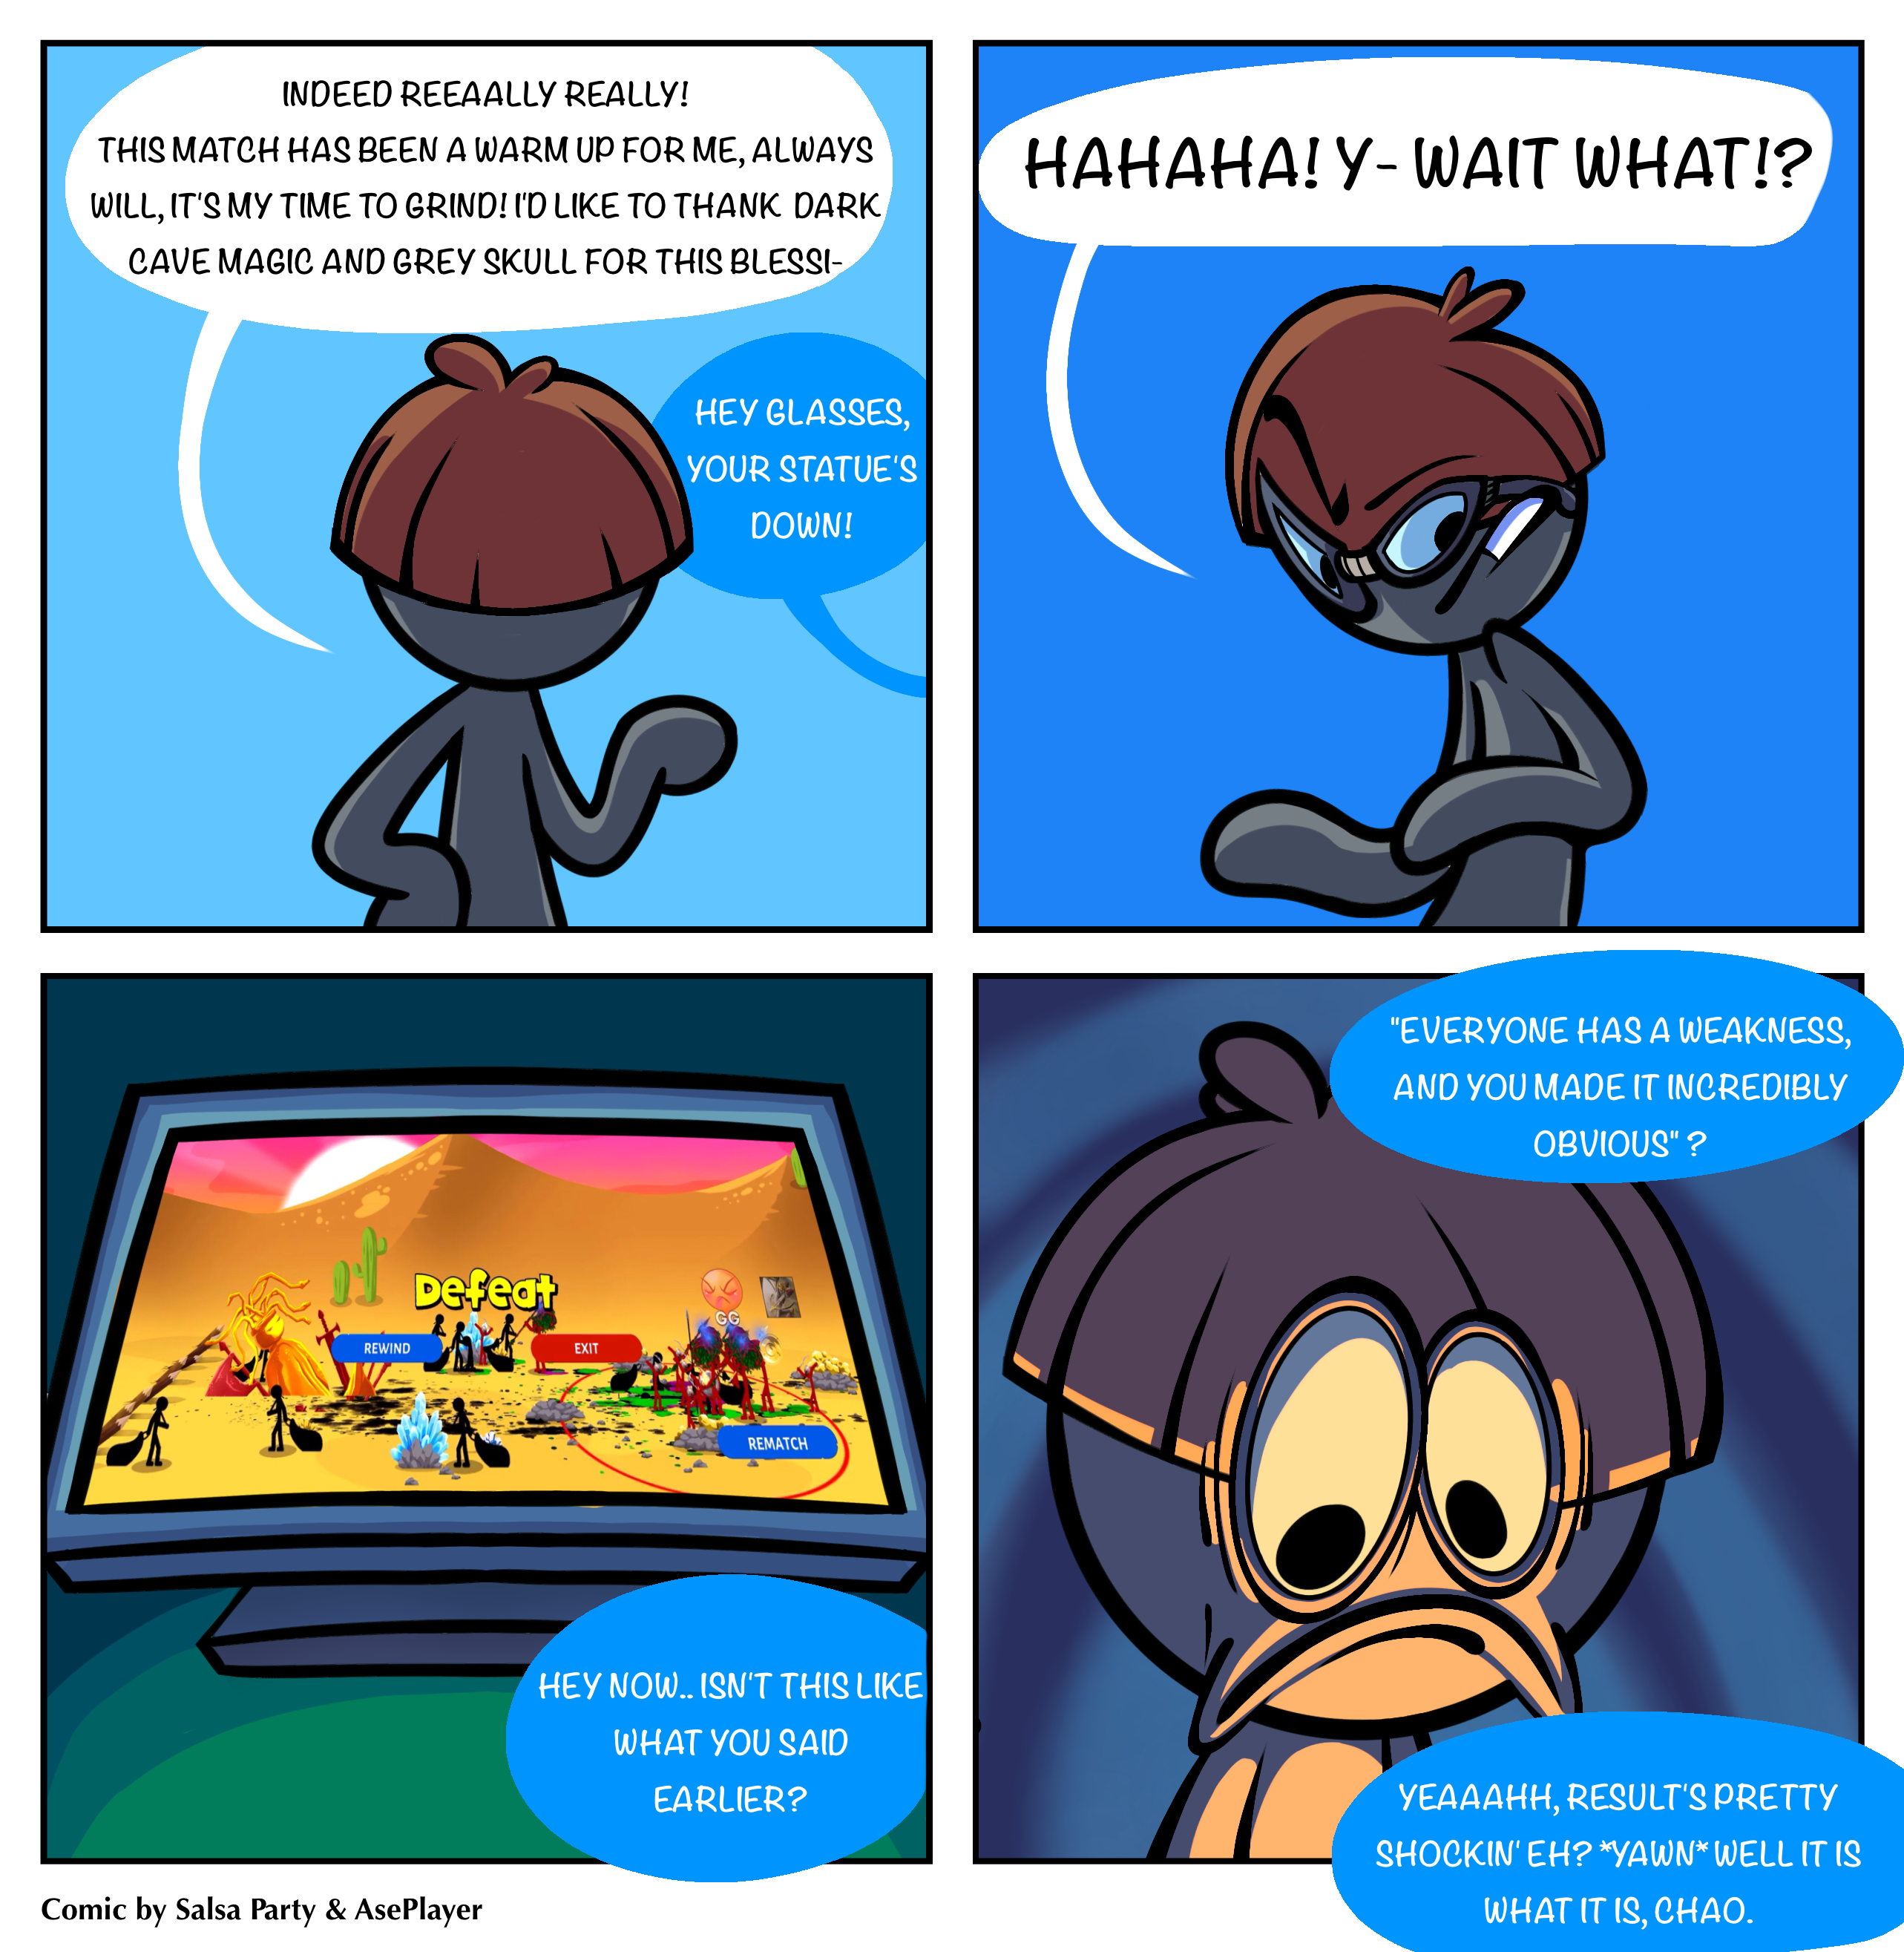 INDEED REEAALLY REALLY!
THIS MATCH HAS BEEN A WARM UP FOR ME, ALWAYS
WILL, IT'S MY TIME TO GRIND! I'D LIKE TO THANK DARK
CAVE MAGIC AND GREY SKULL FOR THIS BLESSI-
HEY GLASSES,
YOUR STATUE'S
DOWN!
HAHAHA! Y- WAIT WHAT!?
Defeat
GG
REWIND
EXIT
REMATCH
HEY NOW.. ISN'T THIS LIKE
WHAT YOU SAID
EARLIER?
"EVERYONE HAS A WEAKNESS,
AND YOU MADE IT INCREDIBLY
OBVIOUS" ?
YEAAAHH, RESULT'S PRETTY
SHOCKIN' EH? *YAWN* WELL IT IS
WHAT IT IS, CHAO.
Comic by Salsa Party & AsePlayer